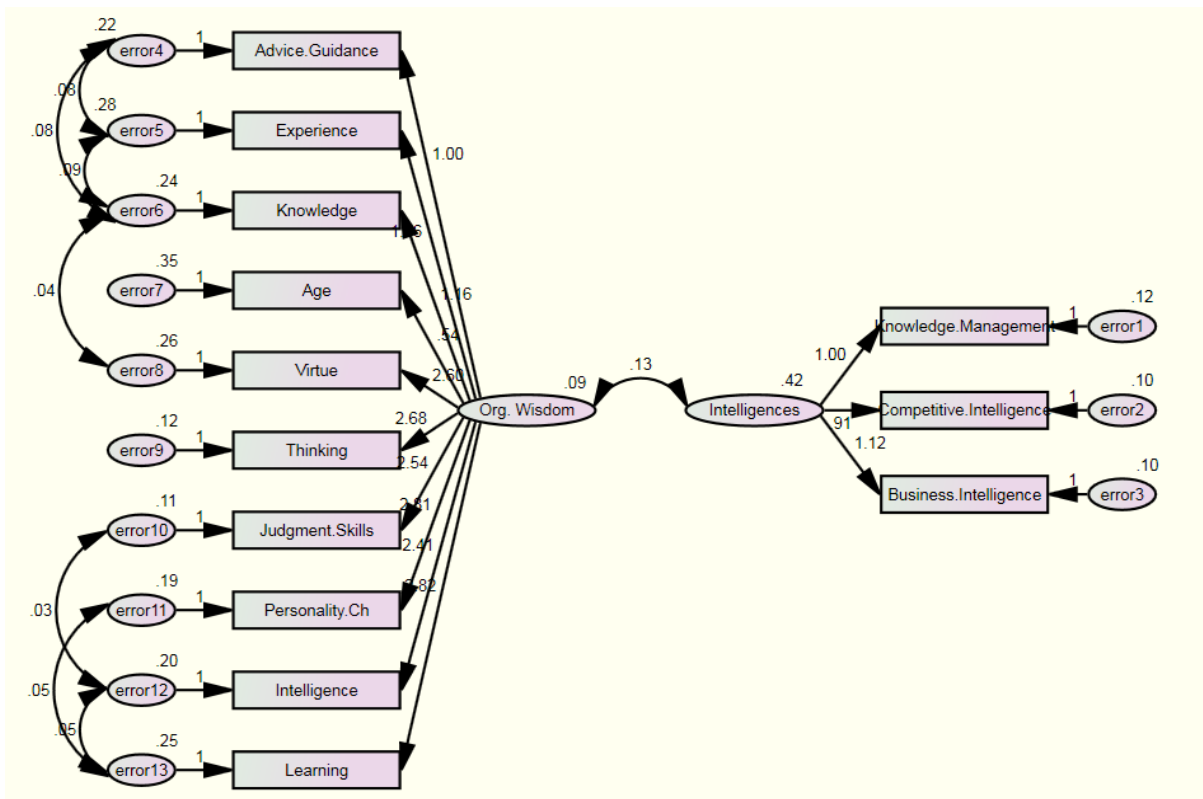 .22
error4
1
Advice.Guidance
.08
.28
error5
1
Experience
1.00
.08
.09
.24
error6
1
Knowledge
.35
error7
1
Age
1.16
.54
.04
.26
error8
1
Virtue
2.60
.12
error9
1
Thinking
2.68
2.54
.09
Org. Wisdom
.13
.42
Intelligences
1.00
Knowledge.Management
1
.12
error1
.91
Competitive.Intelligence
1
.10
error2
1.12
Business.Intelligence
1
.10
error3
.11
error10
1
Judgment.Skills
2.81
2.41
.19
error11
1
Personality.Ch
.03
.20
error12
1
Intelligence
.05
.05
.25
error13
1
Learning